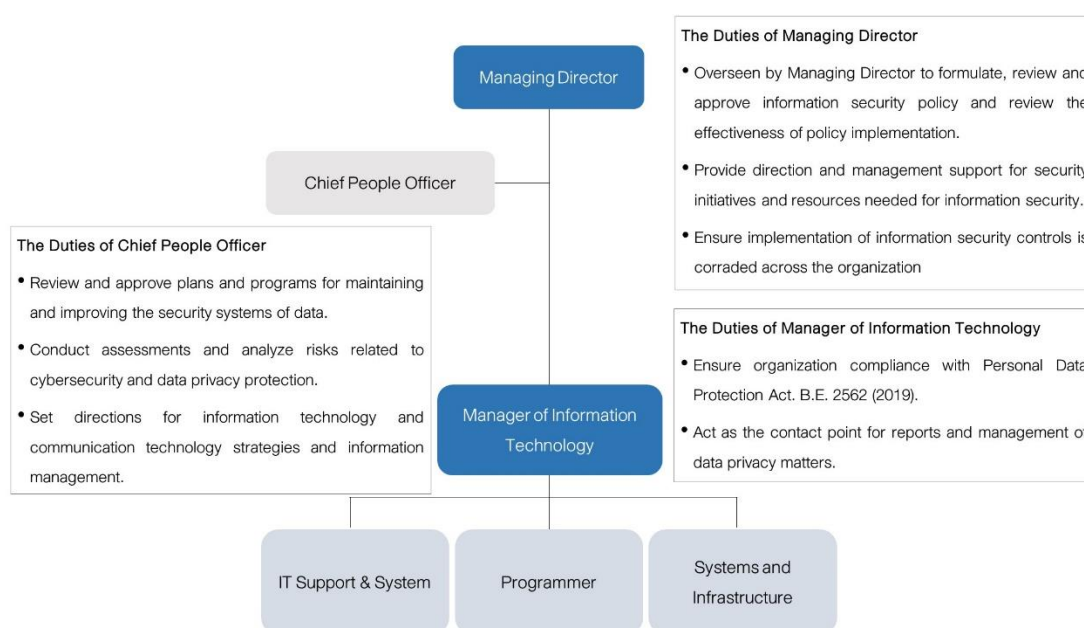 Managing Director
The Duties of Managing Director
• Overseen by Managing Director to formulate, review and
approve information security policy and review the
effectiveness of policy implementation.
• Provide direction and management support for security
initiatives and resources needed for information security.
• Ensure implementation of information security controls is
corraded across the organization
Chief People Officer
The Duties of Chief People Officer
• Review and approve plans and programs for maintaining
and improving the security systems of data.
• Conduct assessments and analyze risks related to
cybersecurity and data privacy protection.
• Set directions for information technology and
communication technology strategies and information
management.
Manager of Information
Technology
The Duties of Manager of Information Technology
• Ensure organization compliance with Personal Data
Protection Act. B.E. 2562 (2019).
• Act as the contact point for reports and management of
data privacy matters.
IT Support & System
Programmer
Systems and
Infrastructure